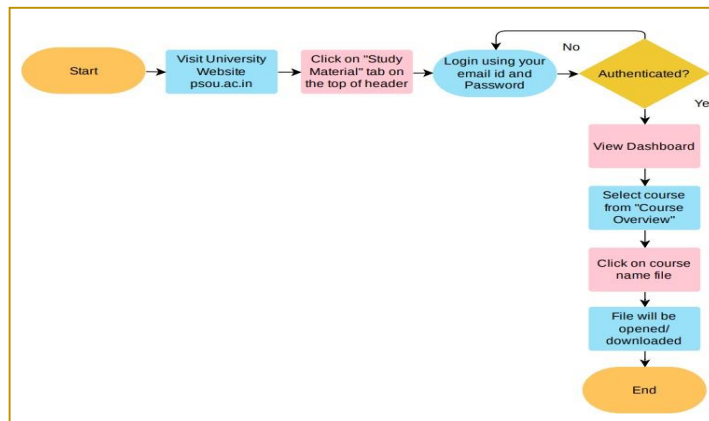 Start
Visit University
Website
psou.ac.in
Click on "Study
Material" tab on
the top of header
Login using your
email id and
Password
No
Authenticated?
Ye
View Dashboard
Select course
from "Course
Overview"
Click on course
name file
File will be
opened/
downloaded
End